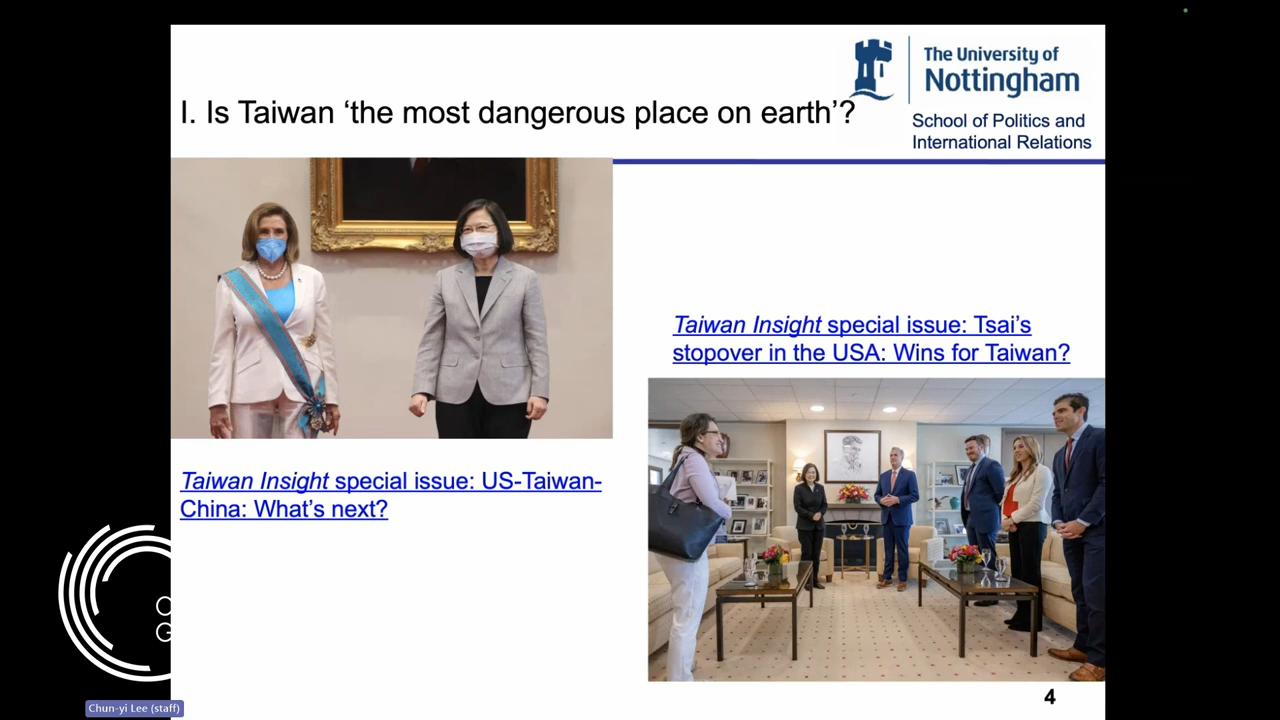 The University of
Nottingham
School of Politics and
International Relations
I. Is Taiwan ‘the most dangerous place on earth’?
Taiwan Insight special issue: Tsai’s
stopover in the USA: Wins for Taiwan?
Taiwan Insight special issue: US-Taiwan-
China: What’s next?
O
G
4
Chun-yi Lee (staff)